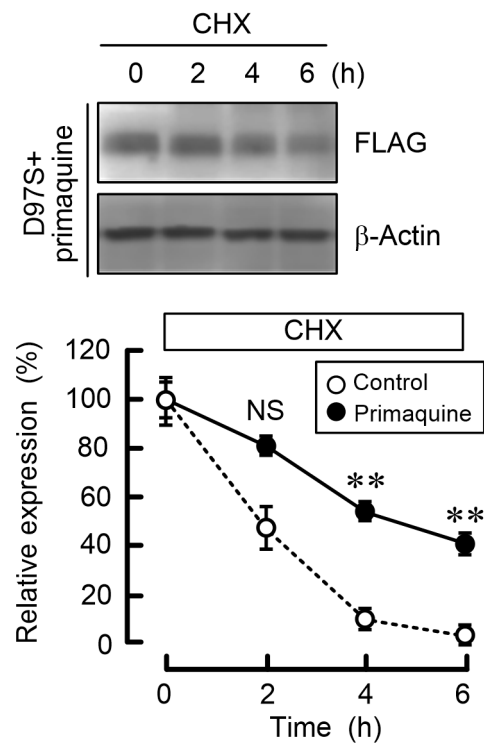 CHX
0 2 4 6 (h)
D97S+
primaquine
FLAG
β-Actin
CHX
Relative expression (%)
120
100
80
60
40
20
0
Control
Primaquine
NS
**
**
0 2 4 6
Time (h)